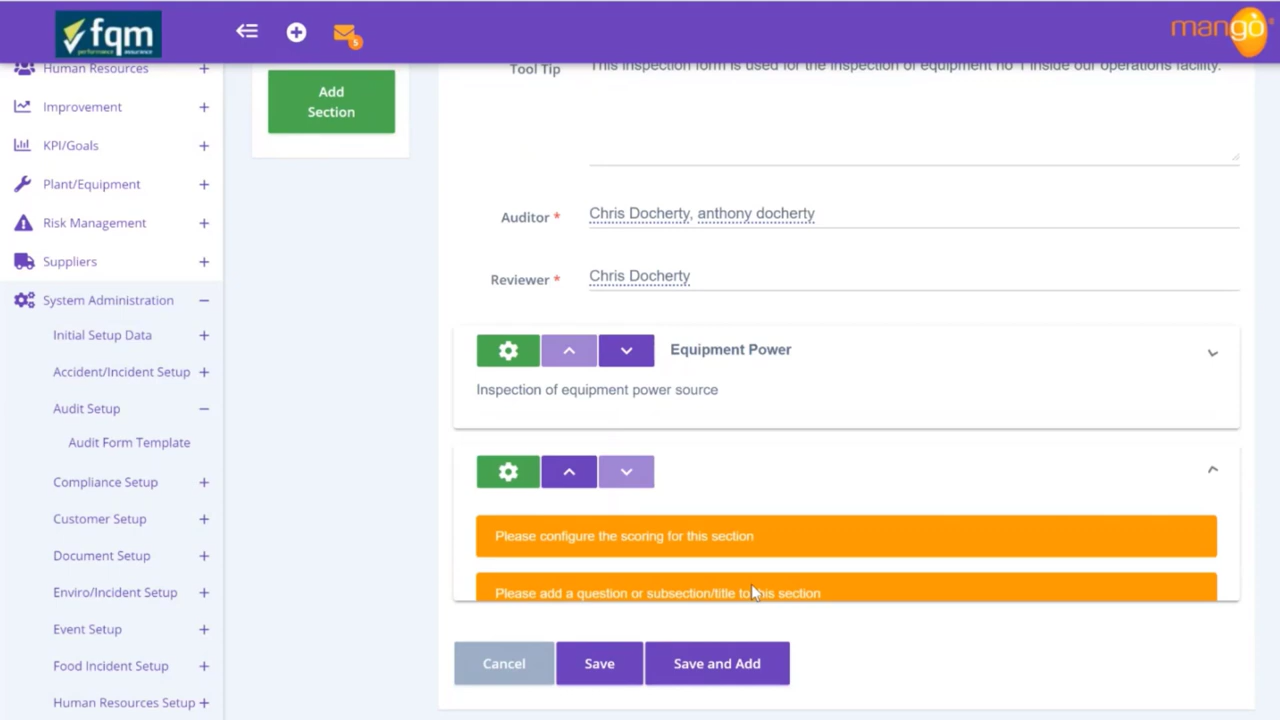 fqm
performance assurance
5
mango
Human Resources +
Improvement +
KPI/Goals +
Plant/Equipment +
Risk Management +
Suppliers +
System Administration −
Initial Setup Data +
Accident/Incident Setup +
Audit Setup −
Audit Form Template
Compliance Setup +
Customer Setup +
Document Setup +
Enviro/Incident Setup +
Event Setup +
Food Incident Setup +
Human Resources Setup +
Add
Section
Tool Tip
This inspection form is used for the inspection of equipment no 1 inside our operations facility.
Auditor * Chris Docherty, anthony docherty
Reviewer * Chris Docherty
Equipment Power
Inspection of equipment power source
Please configure the scoring for this section
Please add a question or subsection/title to this section
Cancel Save Save and Add